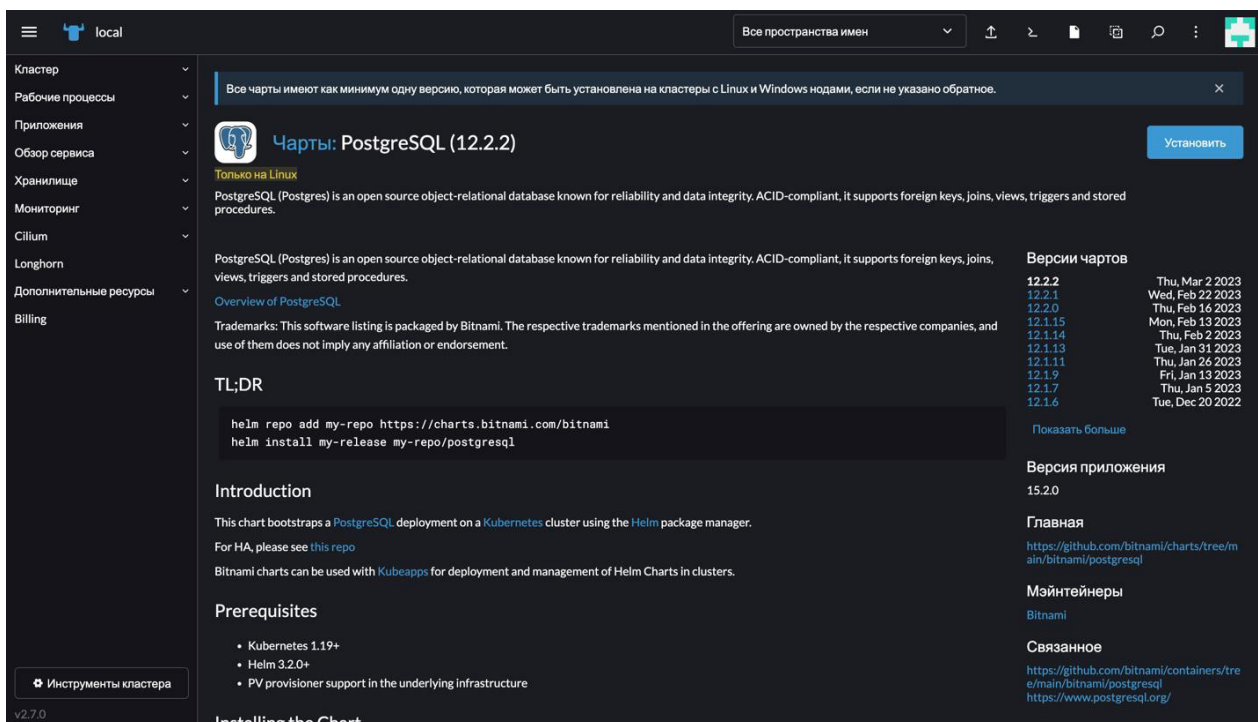 local
Все пространства имен
Кластер
Рабочие процессы
Приложения
Обзор сервиса
Хранилище
Мониторинг
Cilium
Longhorn
Дополнительные ресурсы
Billing
Инструменты кластера
v2.7.0
Все чарты имеют как минимум одну версию, которая может быть установлена на кластеры с Linux и Windows нодами, если не указано обратное.
Чарты: PostgreSQL (12.2.2)
Установить
Только на Linux
PostgreSQL (Postgres) is an open source object-relational database known for reliability and data integrity. ACID-compliant, it supports foreign keys, joins, views, triggers and stored
procedures.
PostgreSQL (Postgres) is an open source object-relational database known for reliability and data integrity. ACID-compliant, it supports foreign keys, joins,
views, triggers and stored procedures.
Overview of PostgreSQL
Trademarks: This software listing is packaged by Bitnami. The respective trademarks mentioned in the offering are owned by the respective companies, and
use of them does not imply any affiliation or endorsement.
TL;DR
helm repo add my-repo https://charts.bitnami.com/bitnami
helm install my-release my-repo/postgresql
Introduction
This chart bootstraps a PostgreSQL deployment on a Kubernetes cluster using the Helm package manager.
For HA, please see this repo
Bitnami charts can be used with Kubeapps for deployment and management of Helm Charts in clusters.
Prerequisites
• Kubernetes 1.19+
• Helm 3.2.0+
• PV provisioner support in the underlying infrastructure
Installing the Chart
Версии чартов
12.2.2 Thu, Mar 2 2023
12.2.1 Wed, Feb 22 2023
12.2.0 Thu, Feb 16 2023
12.1.15 Mon, Feb 13 2023
12.1.14 Thu, Feb 2 2023
12.1.13 Tue, Jan 31 2023
12.1.11 Thu, Jan 26 2023
12.1.9 Fri, Jan 13 2023
12.1.7 Thu, Jan 5 2023
12.1.6 Tue, Dec 20 2022
Показать больше
Версия приложения
15.2.0
Главная
https://github.com/bitnami/charts/tree/m
ain/bitnami/postgresql
Мэйнтейнеры
Bitnami
Связанное
https://github.com/bitnami/containers/tre
e/main/bitnami/postgresql
https://www.postgresql.org/